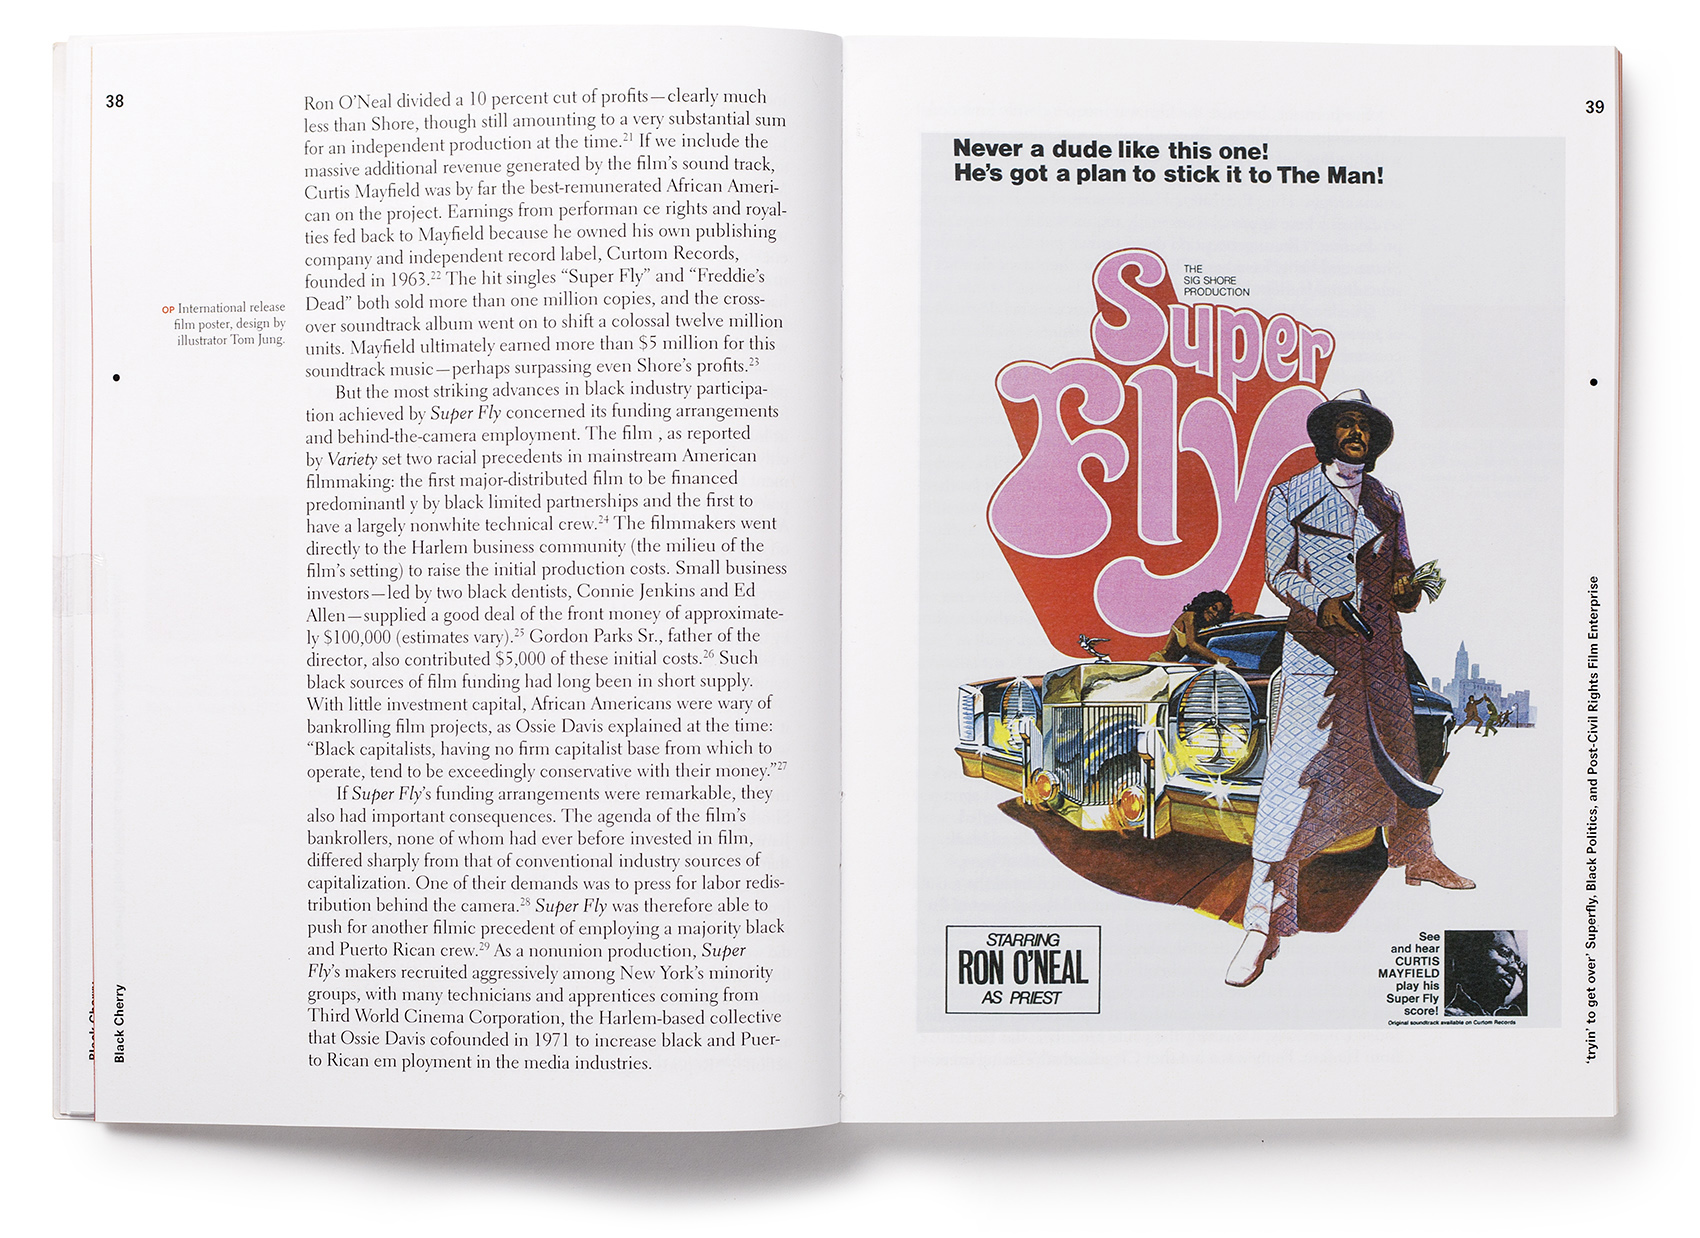 38
Ron O’Neal divided a 10 percent cut of profits—clearly much
less than Shore, though still amounting to a very substantial sum
for an independent production at the time.21 If we include the
massive additional revenue generated by the film’s sound track,
Curtis Mayfield was by far the best-remunerated African Ameri-
can on the project. Earnings from performan ce rights and royal-
ties fed back to Mayfield because he owned his own publishing
company and independent record label, Curtom Records,
founded in 1963.22 The hit singles “Super Fly” and “Freddie’s
Dead” both sold more than one million copies, and the cross-
over soundtrack album went on to shift a colossal twelve million
units. Mayfield ultimately earned more than $5 million for this
soundtrack music—perhaps surpassing even Shore’s profits.23
But the most striking advances in black industry participa-
tion achieved by Super Fly concerned its funding arrangements
and behind-the-camera employment. The film , as reported
by Variety set two racial precedents in mainstream American
filmmaking: the first major-distributed film to be financed
predominantl y by black limited partnerships and the first to
have a largely nonwhite technical crew.24 The filmmakers went
directly to the Harlem business community (the milieu of the
film’s setting) to raise the initial production costs. Small business
investors—led by two black dentists, Connie Jenkins and Ed
Allen—supplied a good deal of the front money of approximate-
ly $100,000 (estimates vary).25 Gordon Parks Sr., father of the
director, also contributed $5,000 of these initial costs.26 Such
black sources of film funding had long been in short supply.
With little investment capital, African Americans were wary of
bankrolling film projects, as Ossie Davis explained at the time:
“Black capitalists, having no firm capitalist base from which to
operate, tend to be exceedingly conservative with their money.”27
If Super Fly’s funding arrangements were remarkable, they
also had important consequences. The agenda of the film’s
bankrollers, none of whom had ever before invested in film,
differed sharply from that of conventional industry sources of
capitalization. One of their demands was to press for labor redis-
tribution behind the camera.28 Super Fly was therefore able to
push for another filmic precedent of employing a majority black
and Puerto Rican crew.29 As a nonunion production, Super
Fly’s makers recruited aggressively among New York’s minority
groups, with many technicians and apprentices coming from
Third World Cinema Corporation, the Harlem-based collective
that Ossie Davis cofounded in 1971 to increase black and Puer-
to Rican em ployment in the media industries.
OP International release
film poster, design by
illustrator Tom Jung.
Black Cherry
39
Never a dude like this one!
He’s got a plan to stick it to The Man!
THE
SIG SHORE
PRODUCTION
Super
Fly
STARRING
RON O’NEAL
AS PRIEST
See
and hear
CURTIS
MAYFIELD
play his
Super Fly
score!
Original soundtrack available on Curtom Records
‘tryin’ to get over’ Superfly, Black Politics, and Post-Civil Rights Film Enterprise